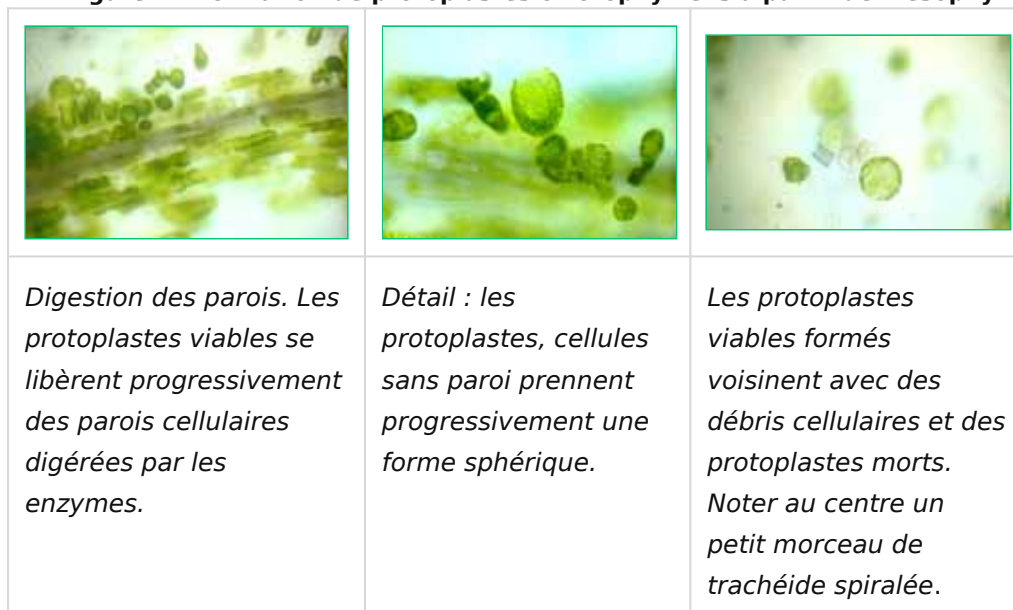 Digestion des parois. Les
protoplastes viables se
libèrent progressivement
des parois cellulaires
digérées par les
enzymes.
Détail : les
protoplastes, cellules
sans paroi prennent
progressivement une
forme sphérique.
Les protoplastes
viables formés
voisinent avec des
débris cellulaires et des
protoplastes morts.
Noter au centre un
petit morceau de
trachéide spiralée.